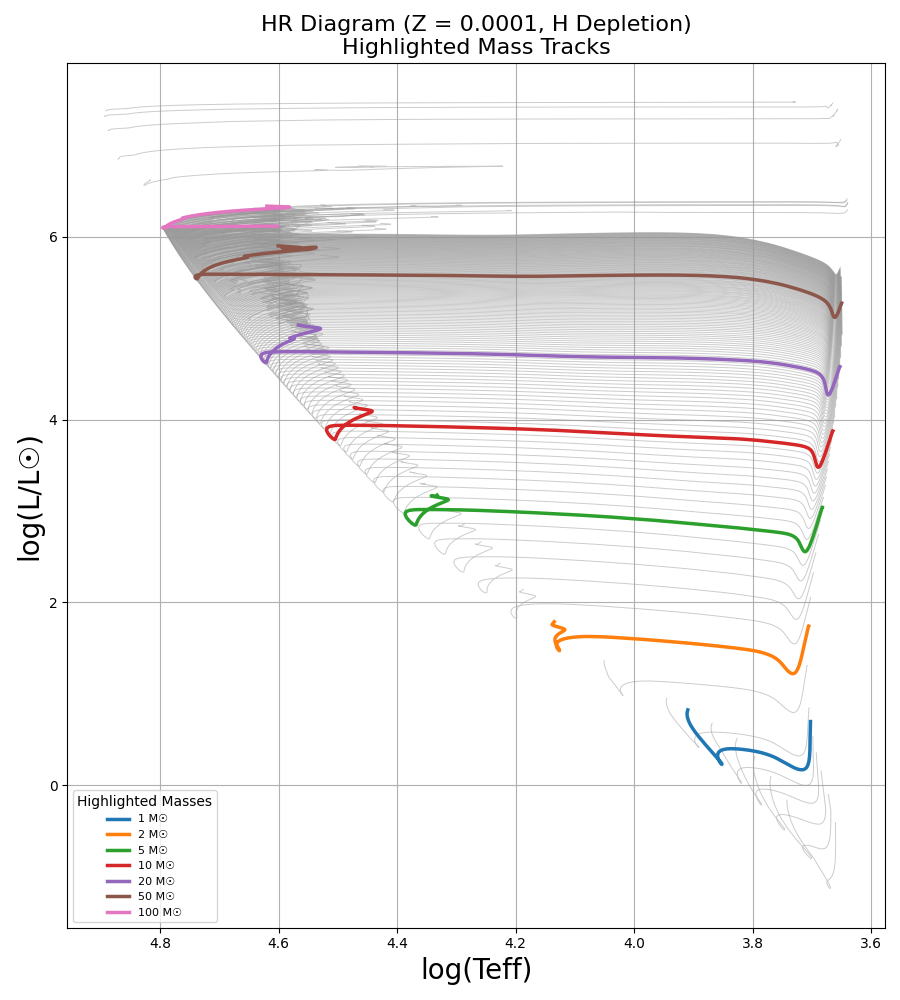 HR Diagram (Z = 0.0001, H Depletion)
Highlighted Mass Tracks
log(L/L☉)
6
4
2
0
Highlighted Masses
1 M☉
2 M☉
5 M☉
10 M☉
20 M☉
50 M☉
100 M☉
4.8 4.6 4.4 4.2 4.0 3.8 3.6
log(Teff)